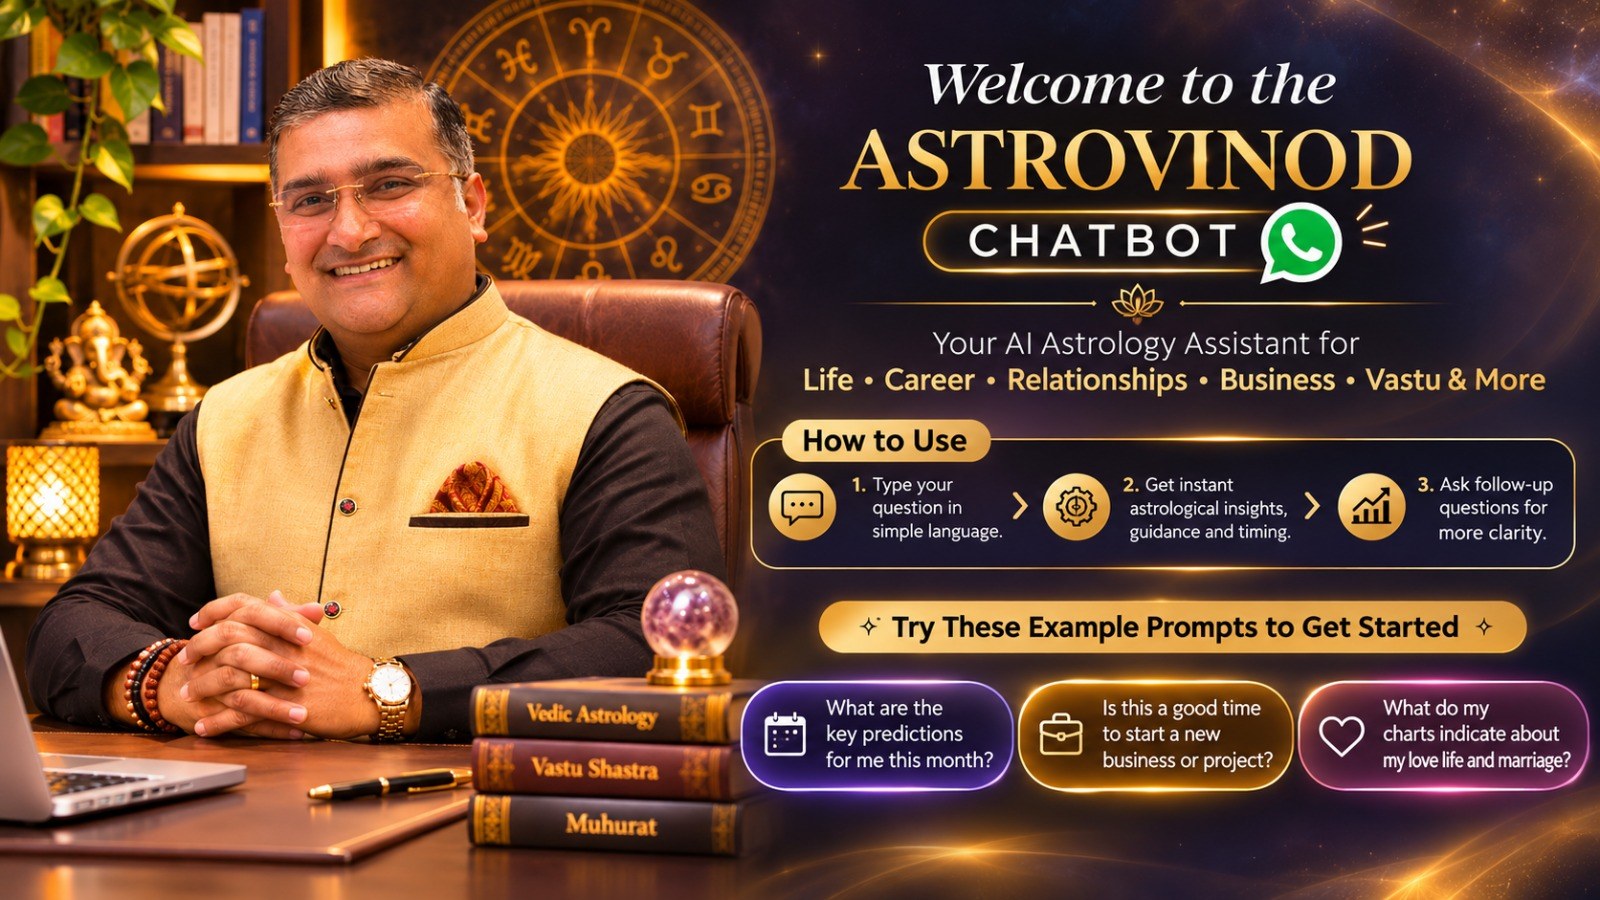 Welcome to the
ASTROVINOD
CHATBOT
Your AI Astrology Assistant for
Life • Career • Relationships • Business • Vastu & More
How to Use
1. Type your
question in
simple language.
2. Get instant
astrological insights,
guidance and timing.
3. Ask follow-up
questions for
more clarity.
Try These Example Prompts to Get Started
What are the
key predictions
for me this month?
Is this a good time
to start a new
business or project?
What do my
charts indicate about
my love life and marriage?
Vedic Astrology
Vastu Shastra
Muhurat